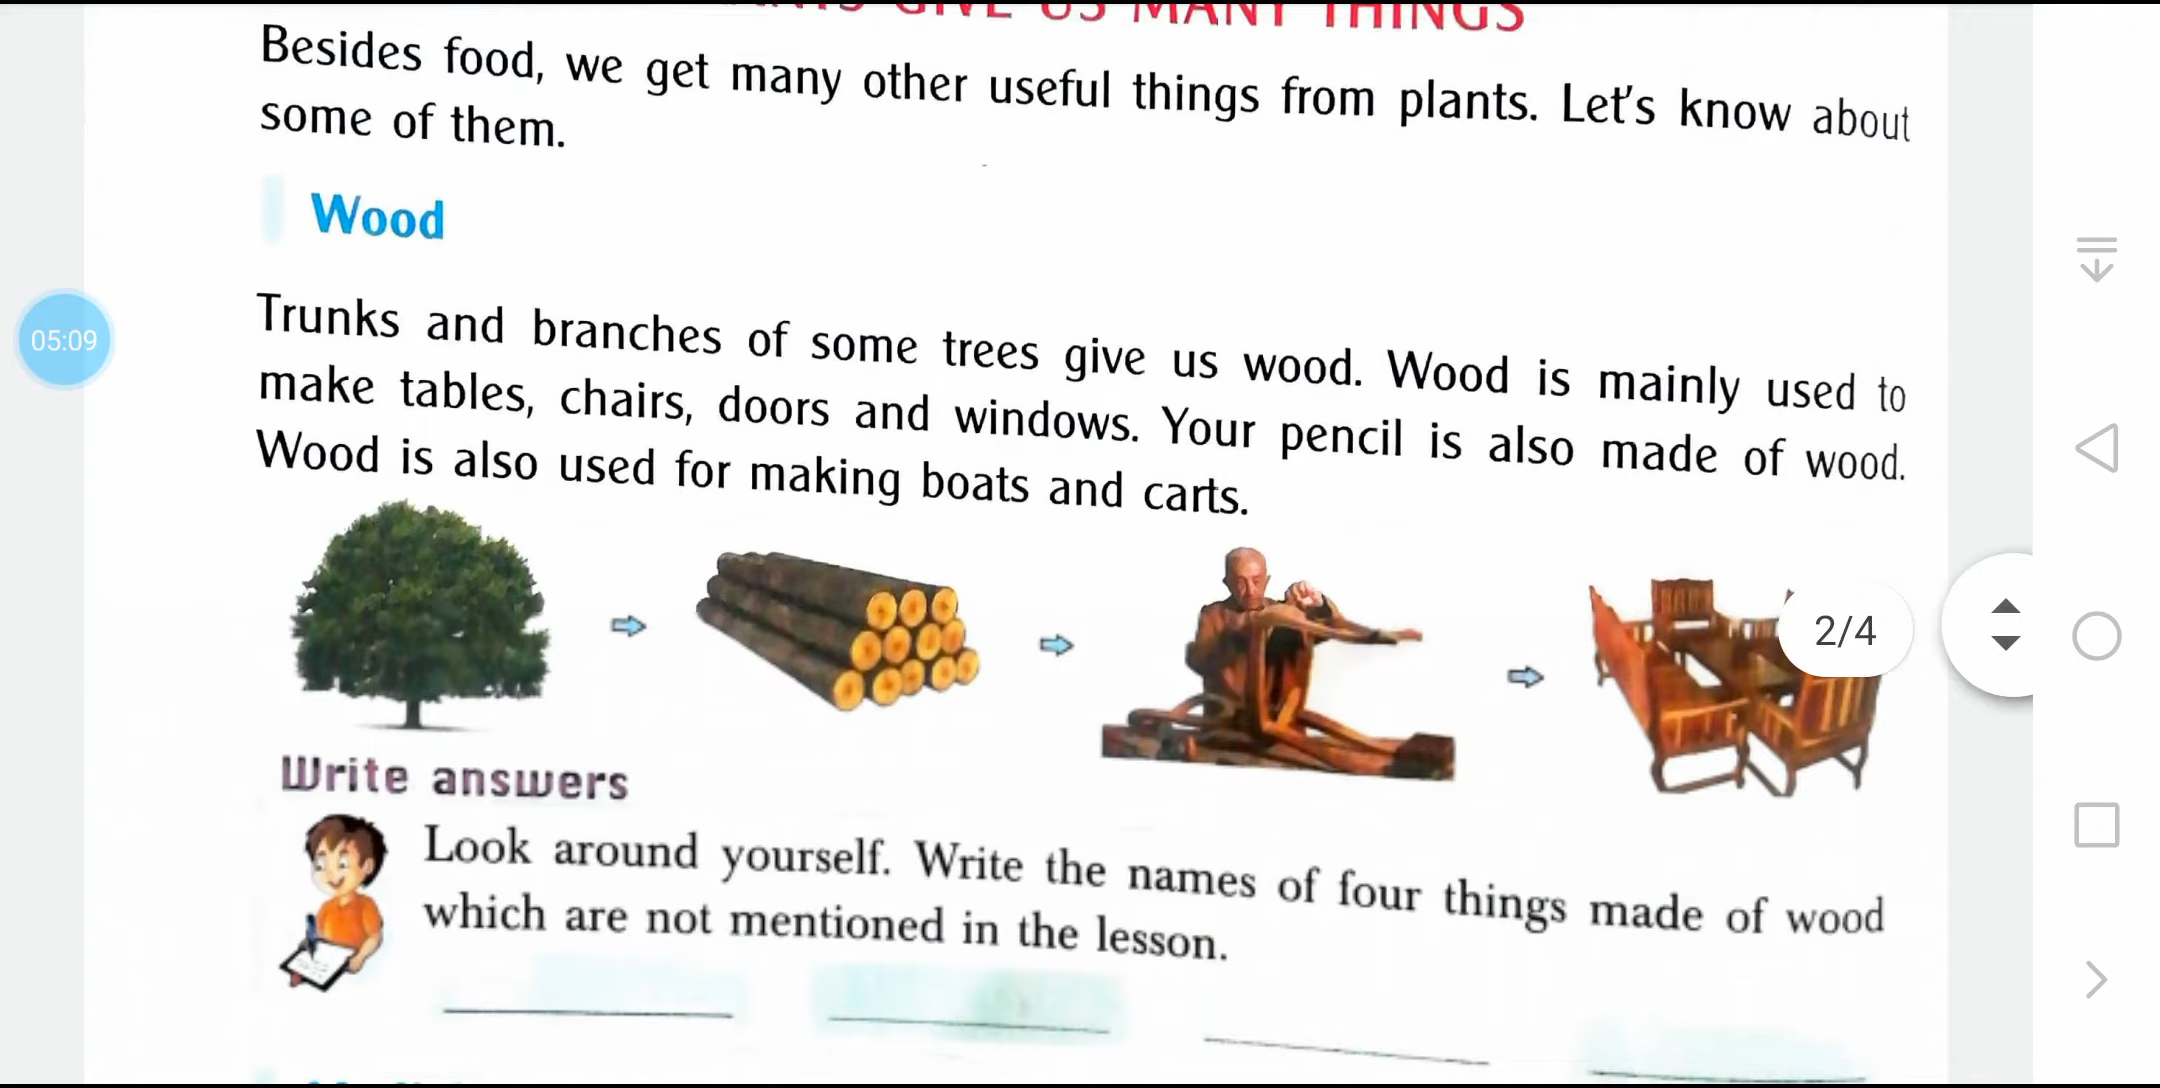 GIVE US MANY THINGS
Besides food, we get many other useful things from plants. Let's know about
some of them.
Wood
05:09
Trunks and branches of some trees give us wood. Wood is mainly used to
make tables, chairs, doors and windows. Your pencil is also made of wood.
Wood is also used for making boats and carts.
2/4
Write answers
Look around yourself. Write the names of four things made of wood
which are not mentioned in the lesson.